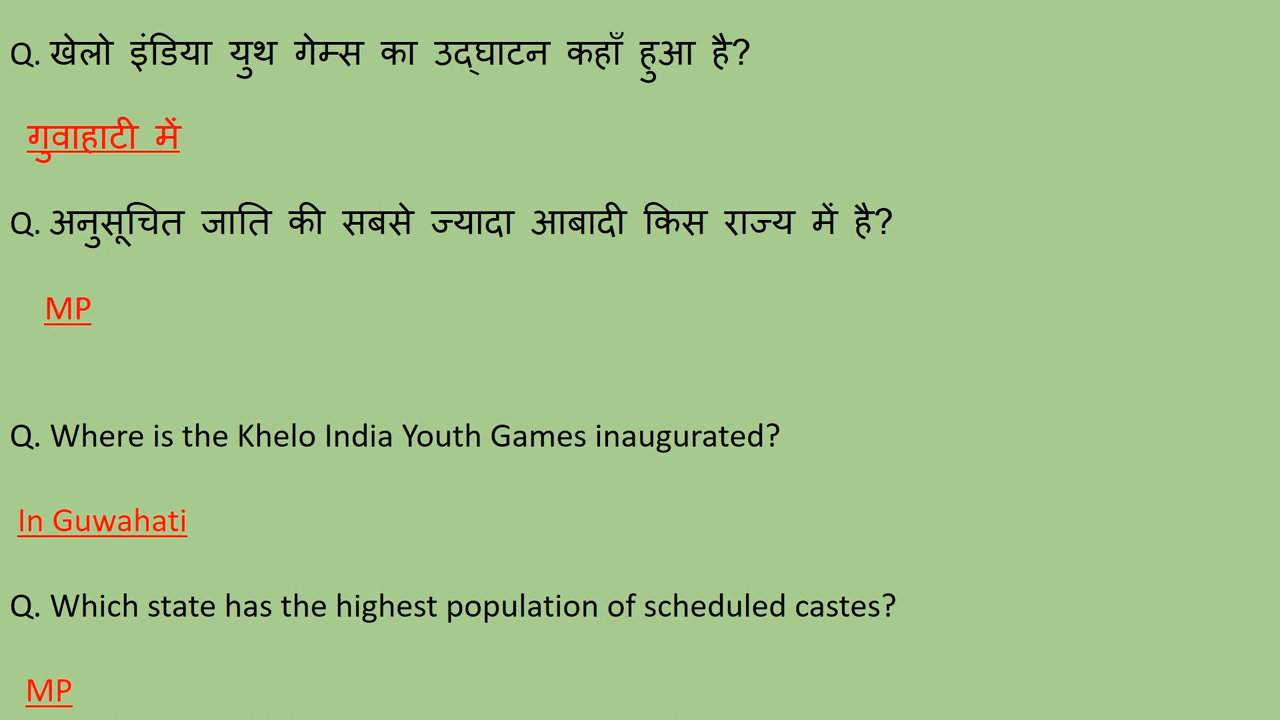 Q. खेलो इंडिया युथ गेम्स का उद्घाटन कहाँ हुआ है?
गुवाहाटी में
Q. अनुसूचित जाति की सबसे ज्यादा आबादी किस राज्य में है?
MP
Q. Where is the Khelo India Youth Games inaugurated?
In Guwahati
Q. Which state has the highest population of scheduled castes?
MP